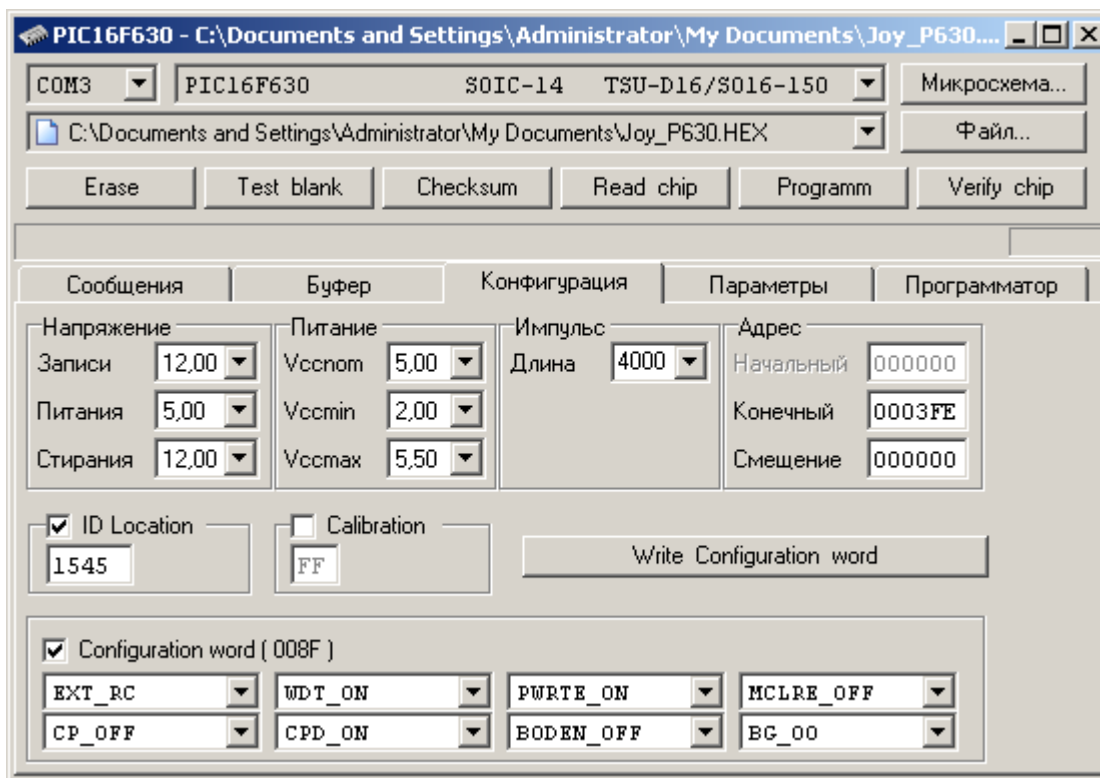 PIC16F630 - C:\Documents and Settings\Administrator\My Documents\Joy_P630....
COM3 PIC16F630 SOIC-14 TSU-D16/SO16-150 Микросхема...
C:\Documents and Settings\Administrator\My Documents\Joy_P630.HEX Файл...
Erase Test blank Checksum Read chip Programm Verify chip
Сообщения Буфер Конфигурация Параметры Программатор
Напряжение Питание Импульс Адрес
Записи 12,00 Vccnom 5,00 Длина 4000 Начальный 000000
Питания 5,00 Vccmin 2,00 Конечный 0003FE
Стирания 12,00 Vccmax 5,50 Смещение 000000
ID Location Calibration
1545 FF Write Configuration word
Configuration word ( 008F )
EXT_RC WDT_ON PWRTE_ON MCLRE_OFF
CP_OFF CPD_ON BODEN_OFF BG_00